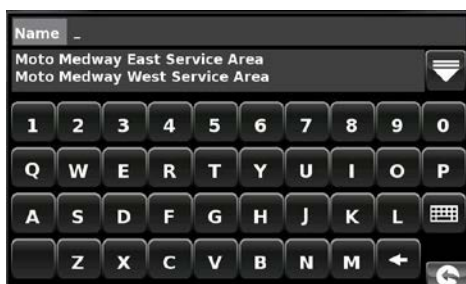 Name _
Moto Medway East Service Area
Moto Medway West Service Area
1 2 3 4 5 6 7 8 9 0
Q W E R T Y U I O P
A S D F G H J K L
Z X C V B N M